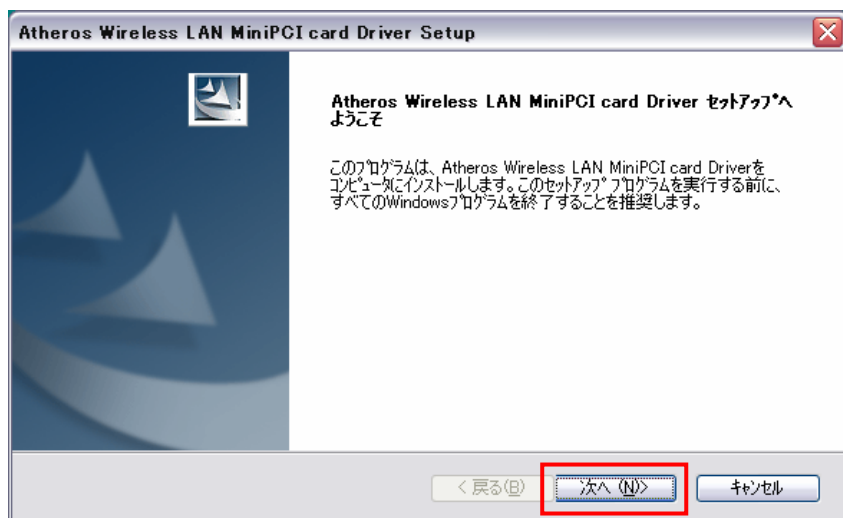 Atheros Wireless LAN MiniPCI card Driver Setup
Atheros Wireless LAN MiniPCI card Driver ｾｯﾄｱｯﾌﾟへ
ようこそ
このﾌﾟﾛｸﾞﾗﾑは、Atheros Wireless LAN MiniPCI card Driverを
ｺﾝﾋﾟｭｰﾀにｲﾝｽﾄｰﾙします。このｾｯﾄｱｯﾌﾟ ﾌﾟﾛｸﾞﾗﾑを実行する前に、
すべてのWindowsﾌﾟﾛｸﾞﾗﾑを終了することを推奨します。
< 戻る(B)
次へ (N)>
ｷｬﾝｾﾙ